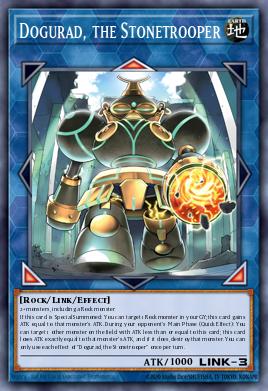 DOGURAD, THE STONETROOPER
EARTH
地
[ROCK/LINK/EFFECT]
2+ monsters, including a Rock monster
If this card is Special Summoned: You can target 1 Rock monster in your GY; this card gains
ATK equal to that monster's ATK. During your opponent's Main Phase (Quick Effect): You
can target 1 other monster on the field with ATK less than or equal to this card; this card
loses ATK exactly equal to that monster's ATK, and if it does, destroy that monster. You can
only use each effect of "Dogurad, the Stonetrooper" once per turn.
ATK/1000 LINK-3